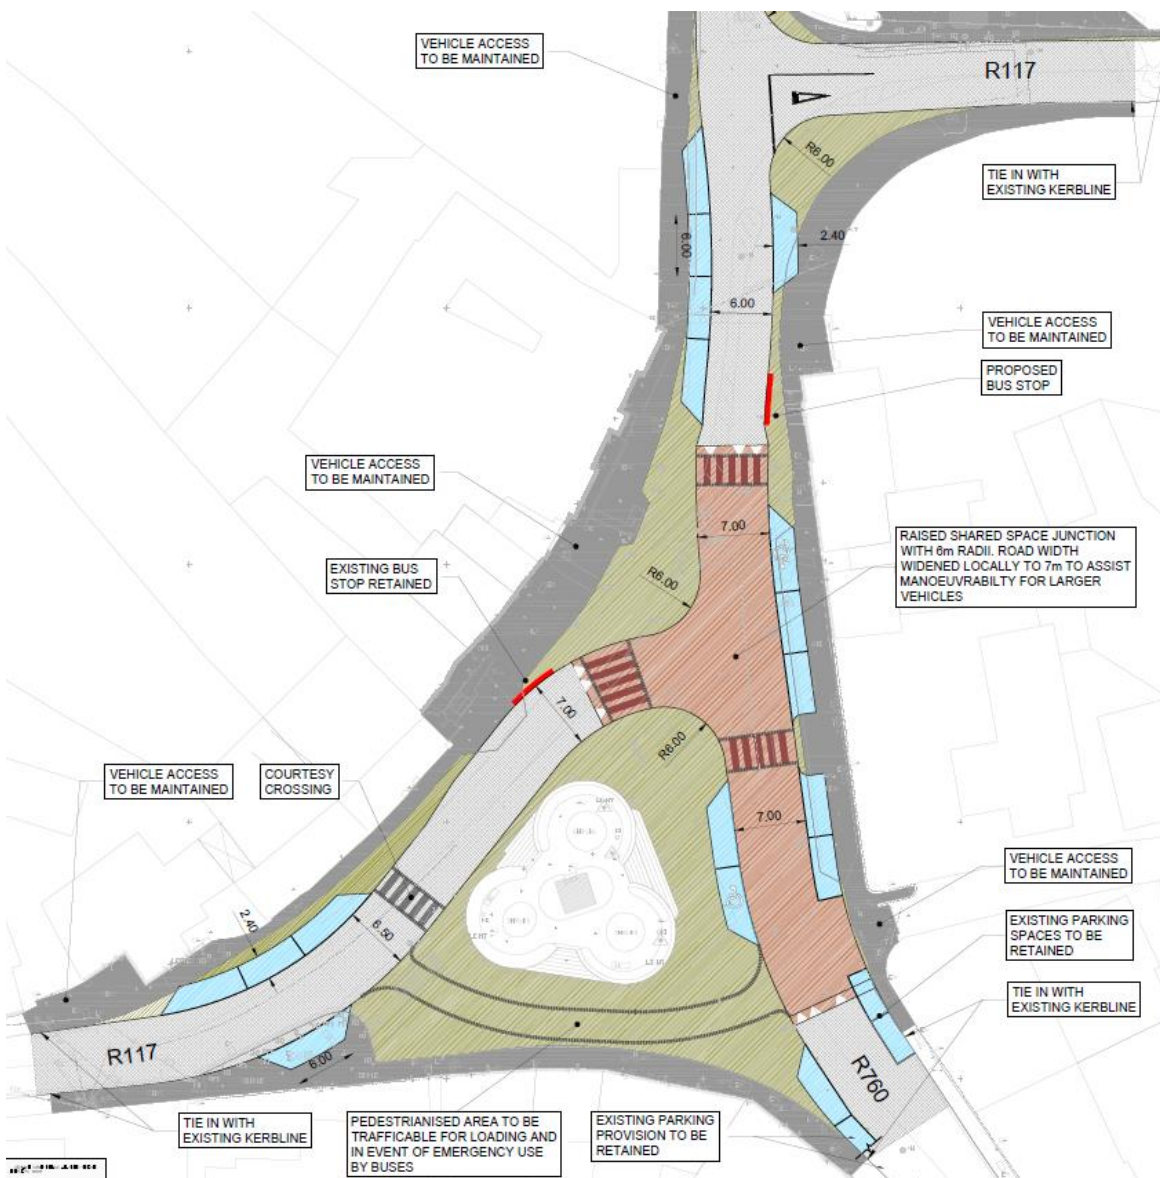 VEHICLE ACCESS
TO BE MAINTAINED
R117
R6.00
TIE IN WITH
EXISTING KERBLINE
6.00
2.40
6.00
VEHICLE ACCESS
TO BE MAINTAINED
PROPOSED
BUS STOP
VEHICLE ACCESS
TO BE MAINTAINED
7.00
RAISED SHARED SPACE JUNCTION
WITH 6m RADII. ROAD WIDTH
WIDENED LOCALLY TO 7m TO ASSIST
MANOEUVRABILTY FOR LARGER
VEHICLES
EXISTING BUS
STOP RETAINED
R6.00
7.00
R6.00
VEHICLE ACCESS
TO BE MAINTAINED
COURTESY
CROSSING
7.00
VEHICLE ACCESS
TO BE MAINTAINED
2.40
6.50
EXISTING PARKING
SPACES TO BE
RETAINED
TIE IN WITH
EXISTING KERBLINE
R117
6.00
R760
TIE IN WITH
EXISTING KERBLINE
PEDESTRIANISED AREA TO BE
TRAFFICABLE FOR LOADING AND
IN EVENT OF EMERGENCY USE
BY BUSES
EXISTING PARKING
PROVISION TO BE
RETAINED